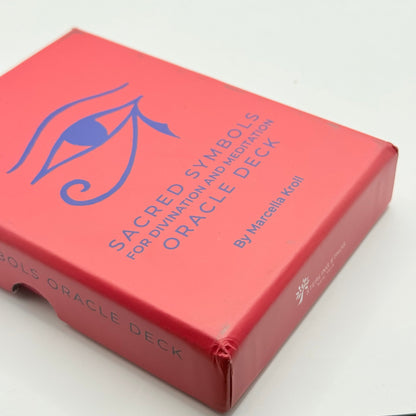 SACRED SYMBOLS
FOR DIVINATION AND MEDITATION
ORACLE DECK
By Marcella Kroll
BOLS ORACLE DECK